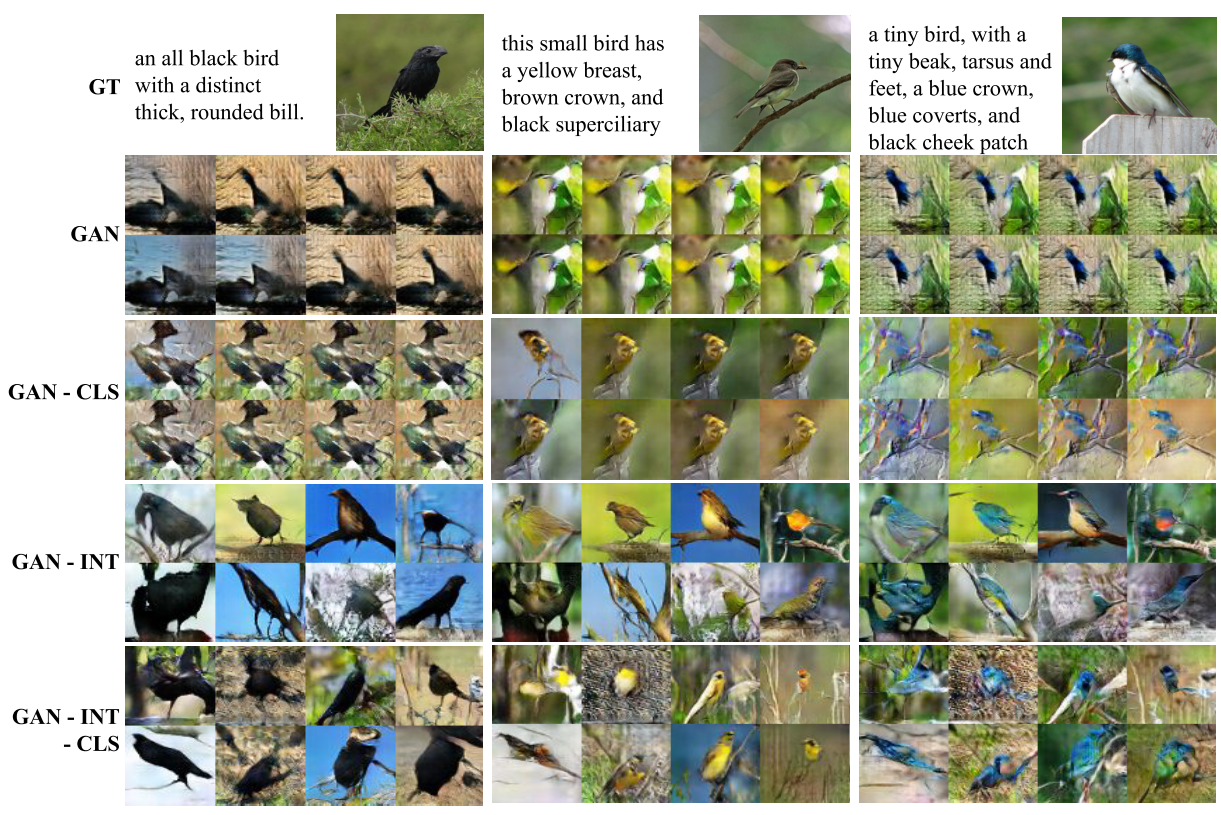 GT
an all black bird
with a distinct
thick, rounded bill.
this small bird has
a yellow breast,
brown crown, and
black superciliary
a tiny bird, with a
tiny beak, tarsus and
feet, a blue crown,
blue coverts, and
black cheek patch
GAN
GAN - CLS
GAN - INT
GAN - INT
- CLS